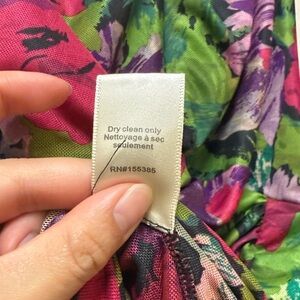 Dry clean only
Nettoyage à sec
seulement
RN#155385